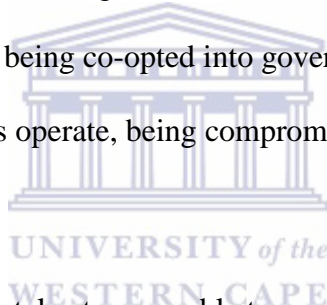 being co-opted into gover
s operate, being comprom
UNIVERSITY of the
WESTERN CAPE